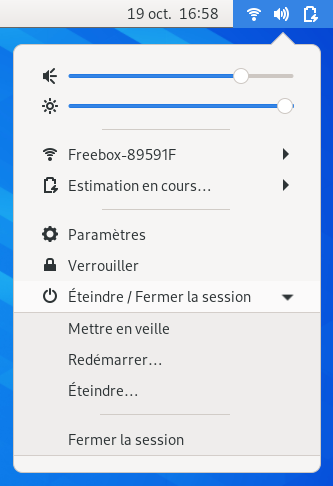 19 oct. 16:58
Freebox-89591F
Estimation en cours…
Paramètres
Verrouiller
Éteindre / Fermer la session
Mettre en veille
Redémarrer…
Éteindre…
Fermer la session